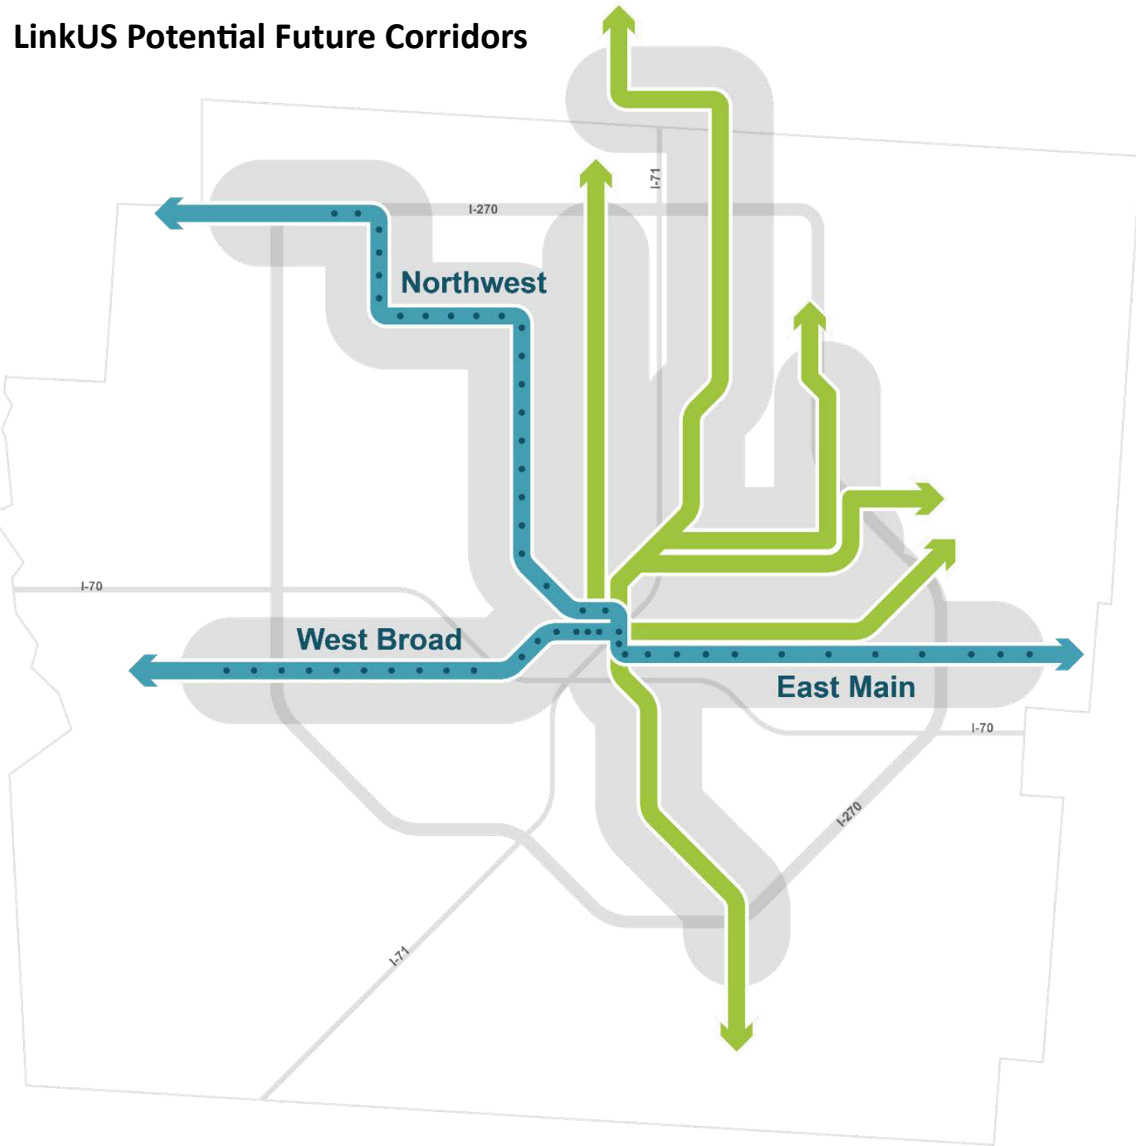 LinkUS Potential Future Corridors
I-71
I-270
Northwest
I-70
West Broad
East Main
I-70
I-270
I-71